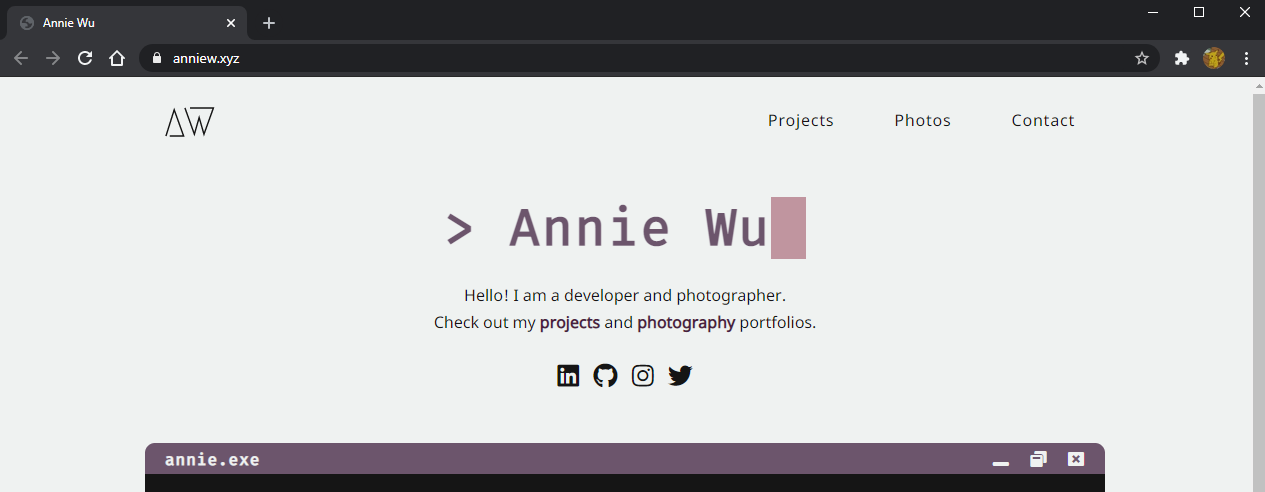 Annie Wu
anniew.xyz
AW
Projects Photos Contact
> Annie Wu
Hello! I am a developer and photographer.
Check out my projects and photography portfolios.
in
annie.exe